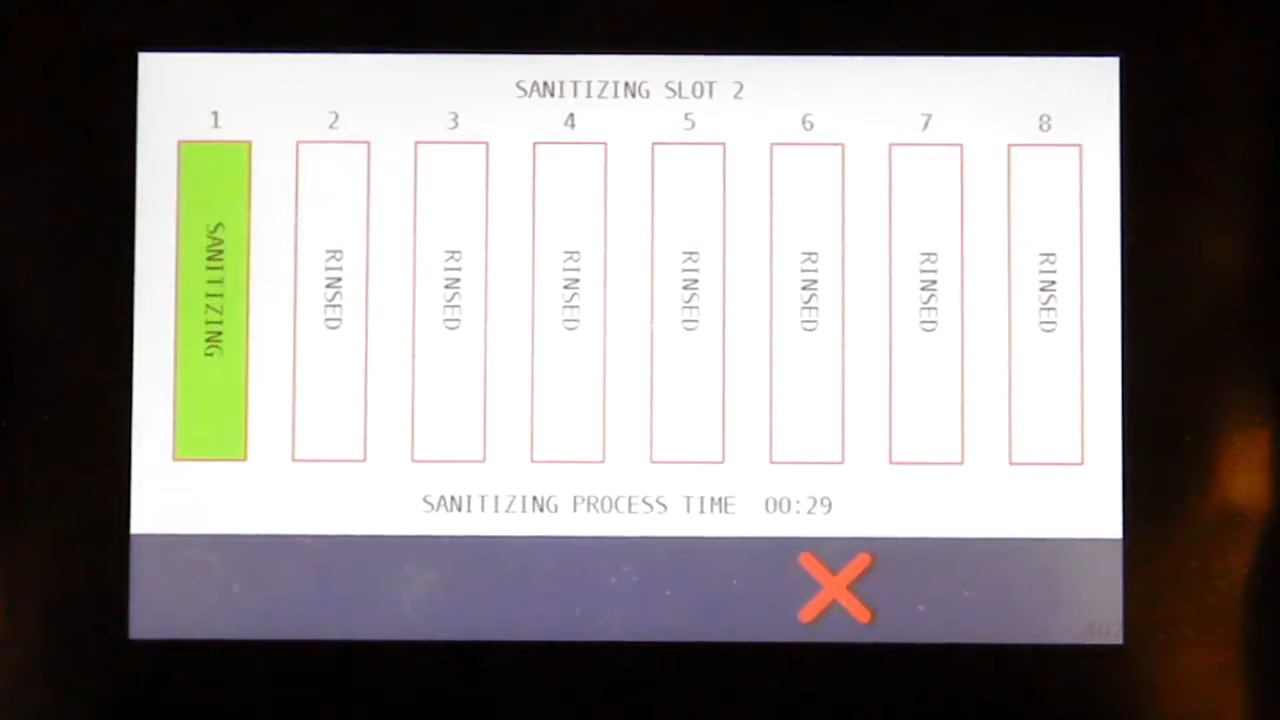 SANITIZING SLOT 2
1 2 3 4 5 6 7 8
SANITIZING RINSED RINSED RINSED RINSED RINSED RINSED RINSED
SANITIZING PROCESS TIME 00:29
402